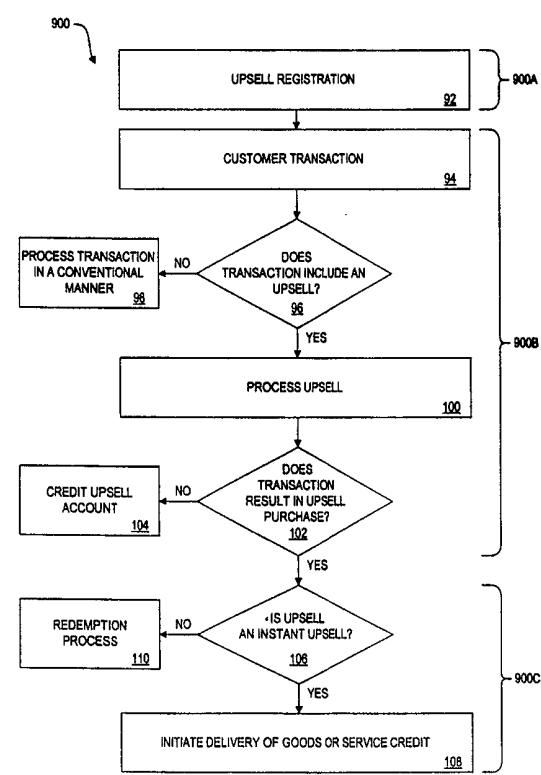 900
UPSELL REGISTRATION
92
900A
CUSTOMER TRANSACTION
94
DOES
TRANSACTION INCLUDE AN
UPSELL?
96
NO
PROCESS TRANSACTION
IN A CONVENTIONAL
MANNER
98
YES
900B
PROCESS UPSELL
100
DOES
TRANSACTION
RESULT IN UPSELL
PURCHASE?
102
NO
CREDIT UPSELL
ACCOUNT
104
YES
IS UPSELL
AN INSTANT UPSELL?
106
NO
REDEMPTION
PROCESS
110
900C
YES
INITIATE DELIVERY OF GOODS OR SERVICE CREDIT
108